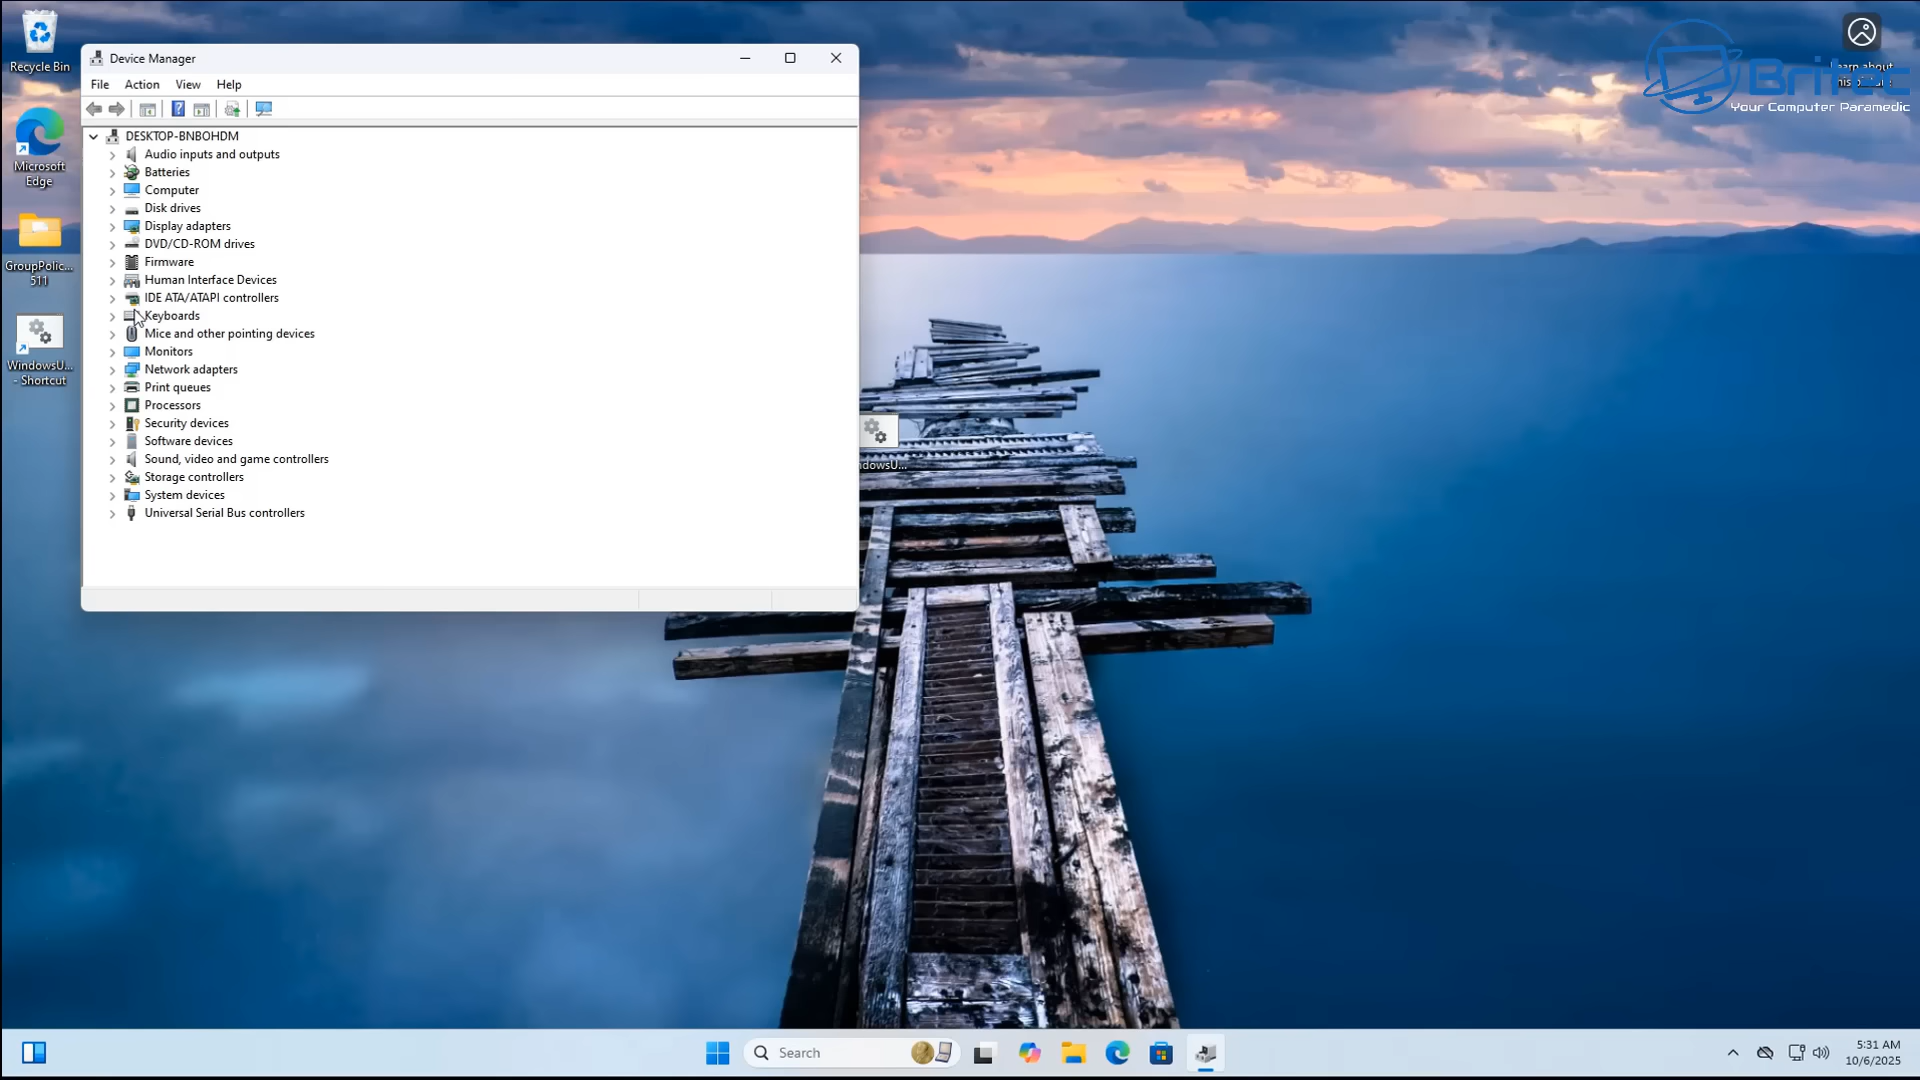 Recycle Bin
Microsoft
Edge
GroupPolic...
511
WindowsU...
- Shortcut
Device Manager
File Action View Help
DESKTOP-BNBOHDM
Audio inputs and outputs
Batteries
Computer
Disk drives
Display adapters
DVD/CD-ROM drives
Firmware
Human Interface Devices
IDE ATA/ATAPI controllers
Keyboards
Mice and other pointing devices
Monitors
Network adapters
Print queues
Processors
Security devices
Software devices
Sound, video and game controllers
Storage controllers
System devices
Universal Serial Bus controllers
ndowsU...
Learn about
Britec
Your Computer Paramedic
Search
5:31 AM
10/6/2025